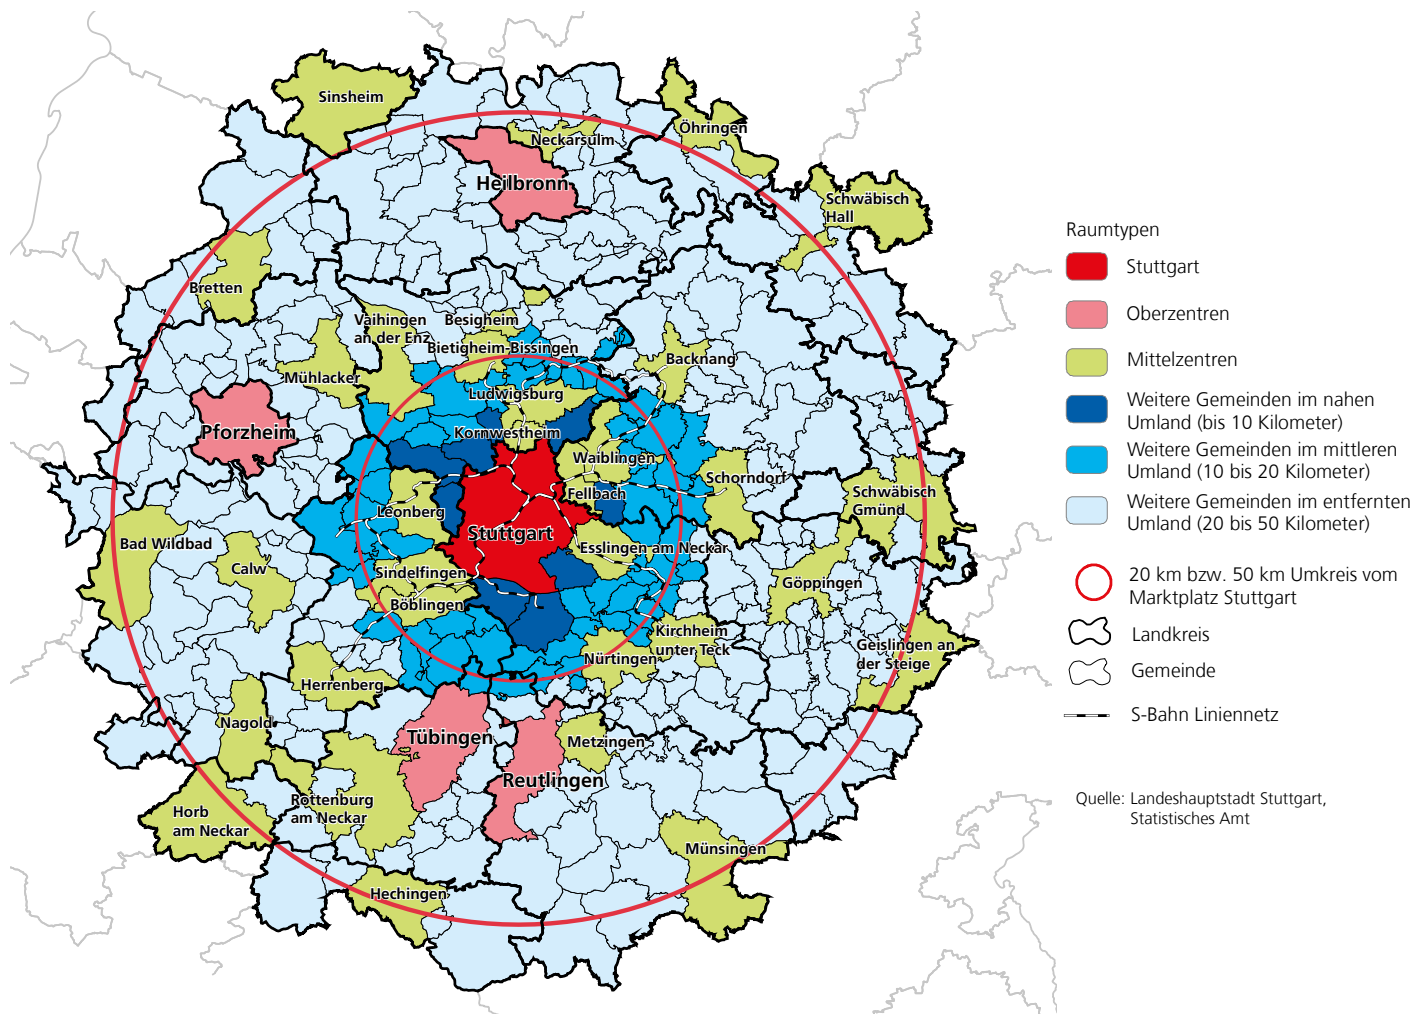 Sinsheim
Neckarsulm
Öhringen
Heilbronn
Schwäbisch
Hall
Bretten
Vaihingen
an der Enz
Besigheim
Bietigheim-Bissingen
Backnang
Mühlacker
Ludwigsburg
Pforzheim
Kornwestheim
Waiblingen
Schorndorf
Fellbach
Schwäbisch
Gmünd
Leonberg
Stuttgart
Bad Wildbad
Esslingen am Neckar
Calw
Sindelfingen
Göppingen
Böblingen
Kirchheim
unter Teck
Geislingen an
der Steige
Nürtingen
Herrenberg
Nagold
Tübingen
Metzingen
Reutlingen
Rottenburg
am Neckar
Horb
am Neckar
Münsingen
Hechingen
Raumtypen
Stuttgart
Oberzentren
Mittelzentren
Weitere Gemeinden im nahen
Umland (bis 10 Kilometer)
Weitere Gemeinden im mittleren
Umland (10 bis 20 Kilometer)
Weitere Gemeinden im entfernten
Umland (20 bis 50 Kilometer)
20 km bzw. 50 km Umkreis vom
Marktplatz Stuttgart
Landkreis
Gemeinde
S-Bahn Liniennetz
Quelle: Landeshauptstadt Stuttgart,
Statistisches Amt